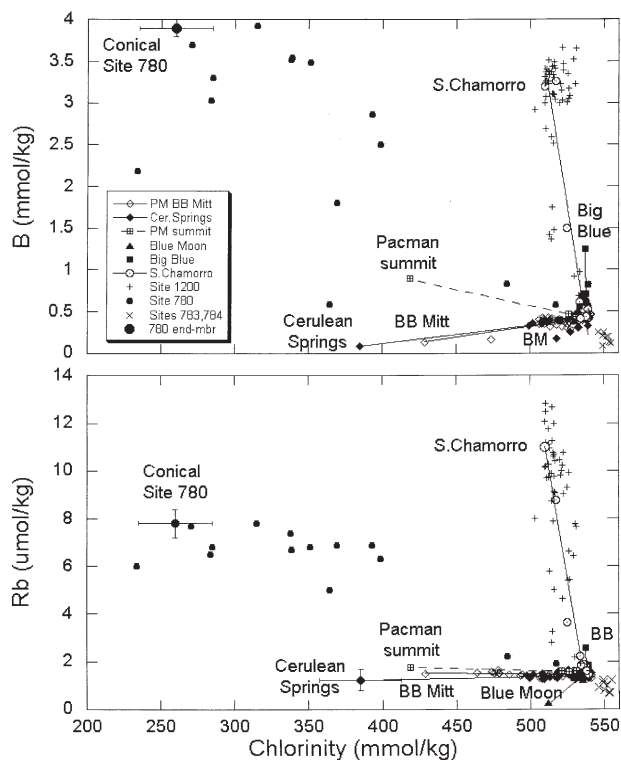 4
3.5
3
2.5
2
1.5
1
0.5
0
B (mmol/kg)
Conical
Site 780
S.Chamorro
Big
Blue
Pacman
summit
Cerulean
Springs
BB Mitt
BM
PM BB Mitt
Cer.Springs
PM summit
Blue Moon
Big Blue
S.Chamorro
Site 1200
Site 780
Sites 783,784
780 end-mbr
14
12
10
8
6
4
2
0
Rb (umol/kg)
Conical
Site 780
S.Chamorro
Pacman
summit
BB
Cerulean
Springs
BB Mitt
Blue Moon
200 250 300 350 400 450 500 550
Chlorinity (mmol/kg)